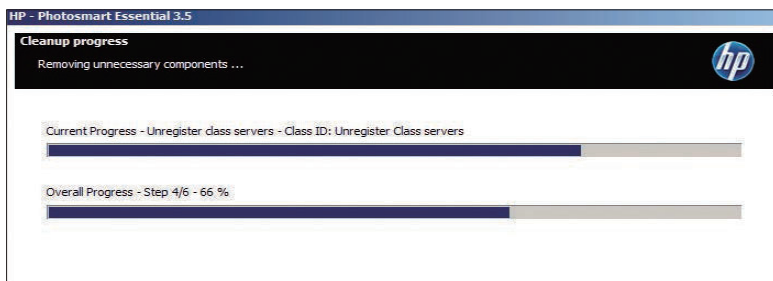 HP - Photosmart Essential 3.5
Cleanup progress
Removing unnecessary components ...
hp
Current Progress - Unregister class servers - Class ID: Unregister Class servers
Overall Progress - Step 4/6 - 66 %